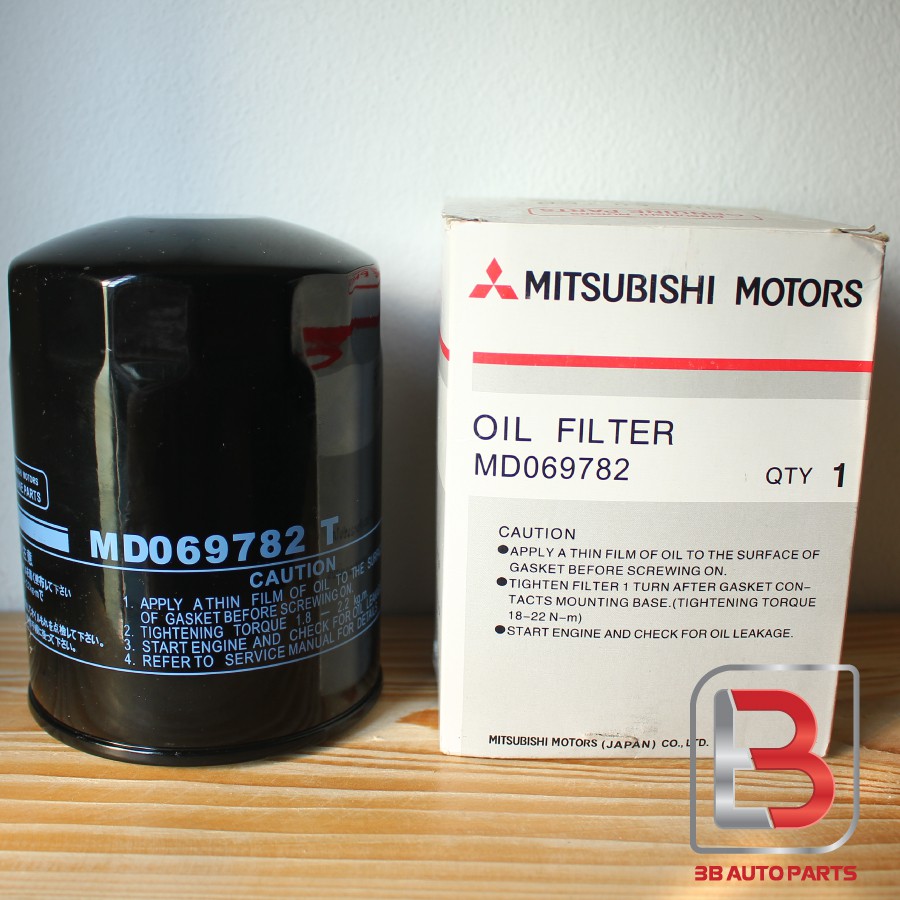 MD069782 T
CAUTION
1. APPLY A THIN FILM OF OIL TO THE
OF GASKET BEFORE SCREWING ON.
2. TIGHTENING TORQUE 1.8 — 2.2
3. START ENGINE AND CHECK FOR OIL
4. REFER TO SERVICE MANUAL FOR
MOTORS
PARTS
GENUINE PARTS
MITSUBISHI MOTORS
OIL FILTER
MD069782
QTY 1
CAUTION
●APPLY A THIN FILM OF OIL TO THE SURFACE OF
GASKET BEFORE SCREWING ON.
●TIGHTEN FILTER 1 TURN AFTER GASKET CON-
TACTS MOUNTING BASE.(TIGHTENING TORQUE
18-22 N-m)
●START ENGINE AND CHECK FOR OIL LEAKAGE.
MITSUBISHI MOTORS (JAPAN) CO., LTD.
3B AUTO PARTS